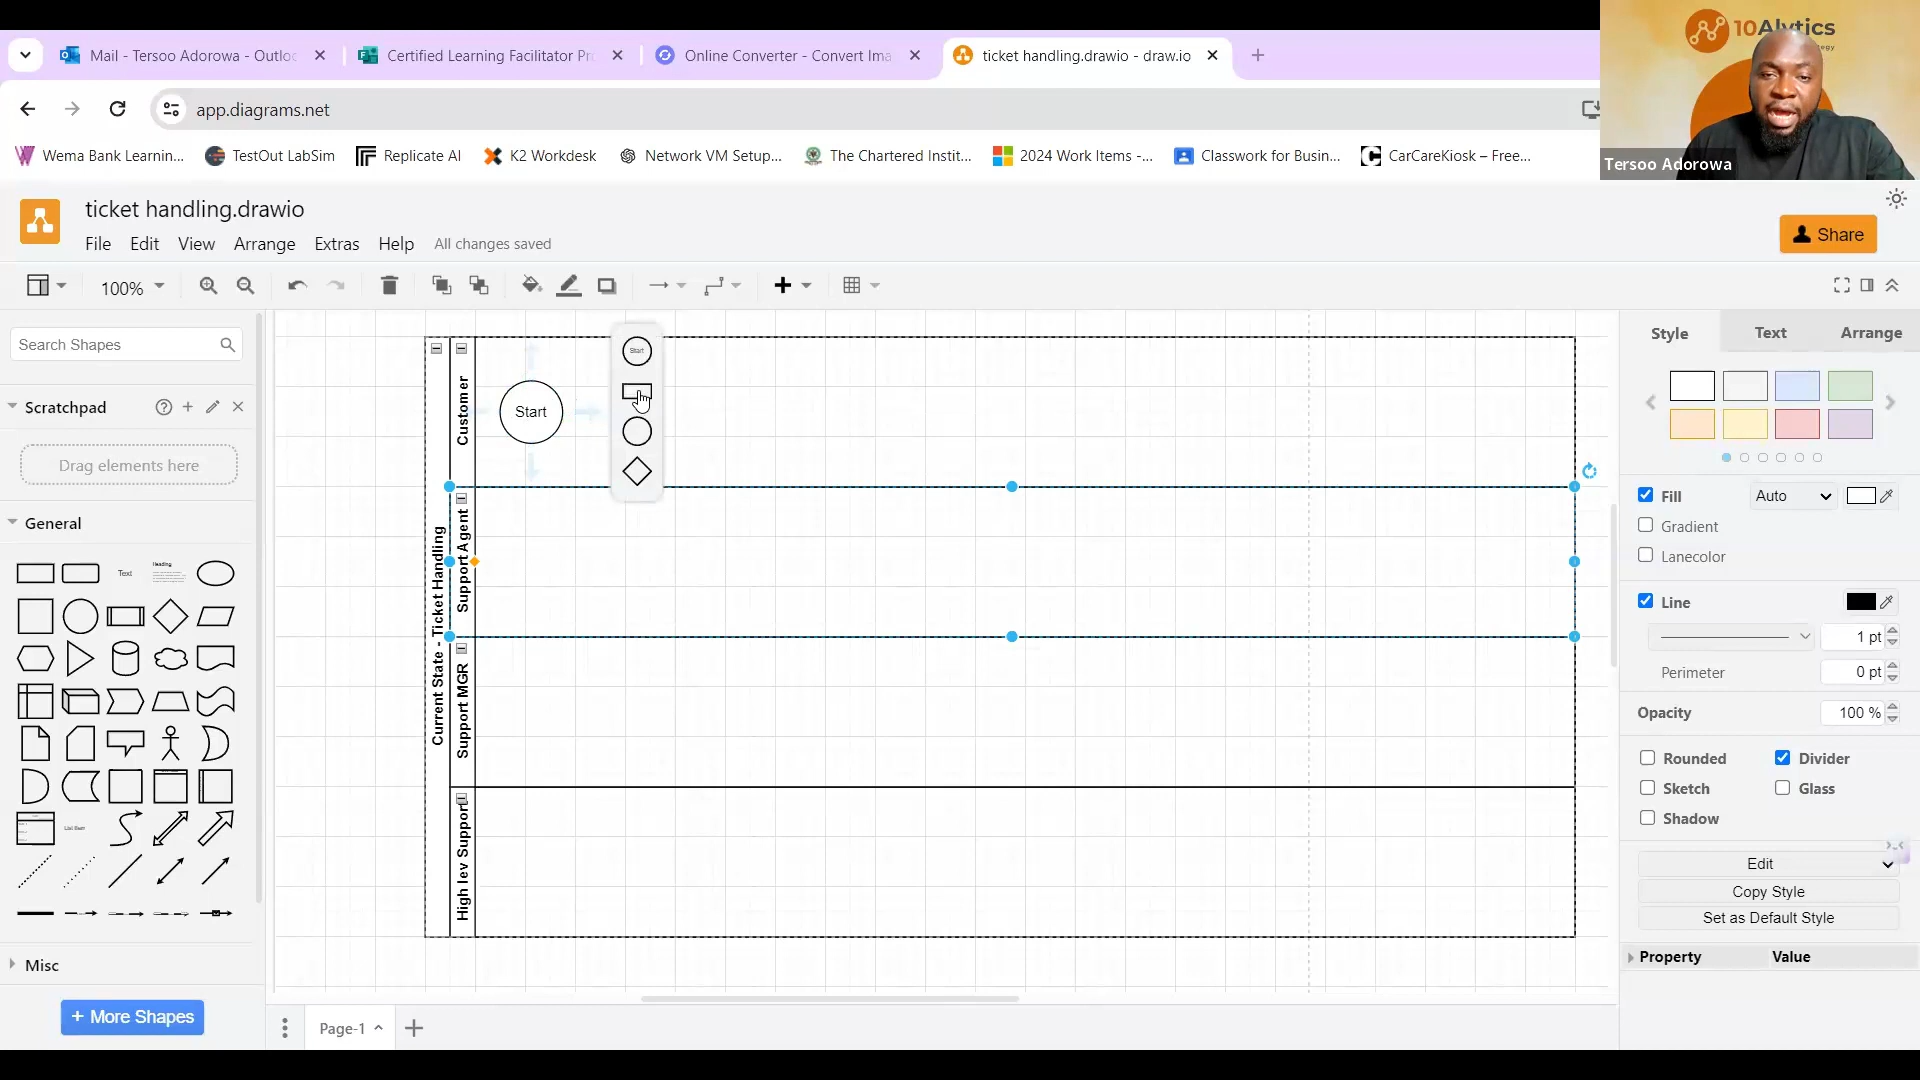 10Alytics
Mail - Tersoo Adorowa - Outlo
Certified Learning Facilitator Pr
Online Converter - Convert Ima
ticket handling.drawio - draw.io
app.diagrams.net
Wema Bank Learnin...
TestOut LabSim
Replicate AI
K2 Workdesk
Network VM Setup...
The Chartered Instit...
2024 Work Items -...
Classwork for Busin...
CarCareKiosk – Free...
Tersoo Adorowa
ticket handling.drawio
File Edit View Arrange Extras Help All changes saved
Share
100%
Search Shapes
Scratchpad
Drag elements here
General
Text
Heading
List Item
Misc
+ More Shapes
Current State - Ticket Handling
Customer
Support Agent
Support MGR
High lev Support
Start
Start
Page-1
Style Text Arrange
Fill Auto
Gradient
Lanecolor
Line
1 pt
Perimeter 0 pt
Opacity 100 %
Rounded Divider
Sketch Glass
Shadow
Edit
Copy Style
Set as Default Style
Property Value